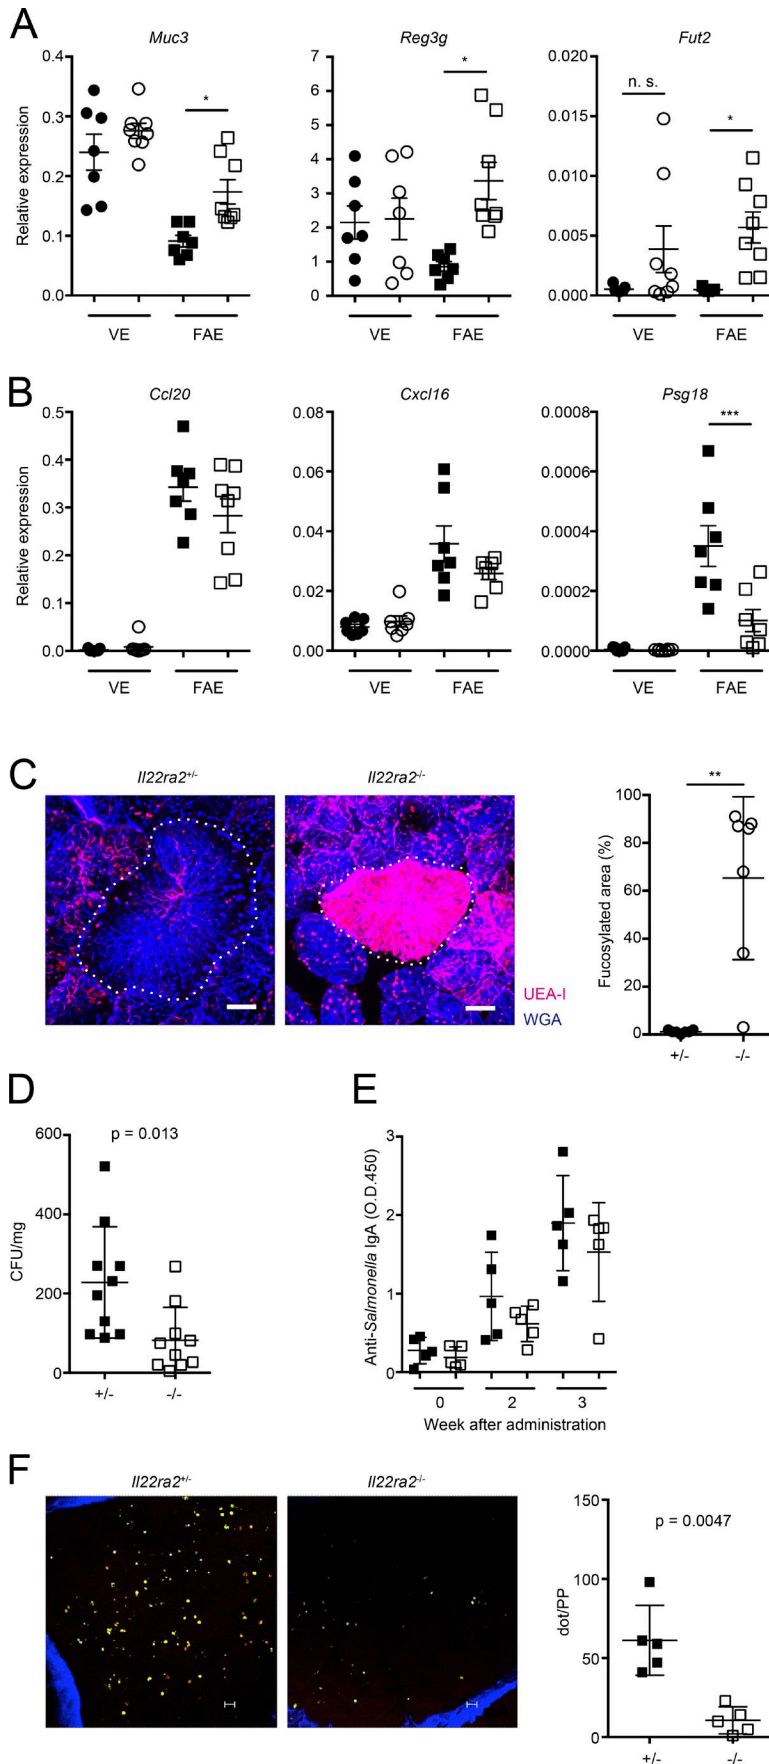 A
Muc3
Reg3g
Fut2
Relative expression
0.4
0.3
0.2
0.1
0.0
*
VE
FAE
7
6
5
4
3
2
1
0
*
VE
FAE
0.020
0.015
0.010
0.005
0.000
n. s.
*
VE
FAE
B
Ccl20
Cxcl16
Psg18
Relative expression
0.5
0.4
0.3
0.2
0.1
0.0
VE
FAE
0.08
0.06
0.04
0.02
0.00
VE
FAE
0.0008
0.0006
0.0004
0.0002
0.0000
***
VE
FAE
C
Il22ra2+/-
Il22ra2-/-
UEA-I
WGA
Fucosylated area (%)
100
80
60
40
20
0
**
+/-
-/-
D
CFU/mg
600
400
200
0
p = 0.013
+/-
-/-
E
Anti-Salmonella IgA (O.D.450)
3
2
1
0
0
2
3
Week after administration
F
Il22ra2+/-
Il22ra2-/-
dot/PP
150
100
50
0
p = 0.0047
+/-
-/-